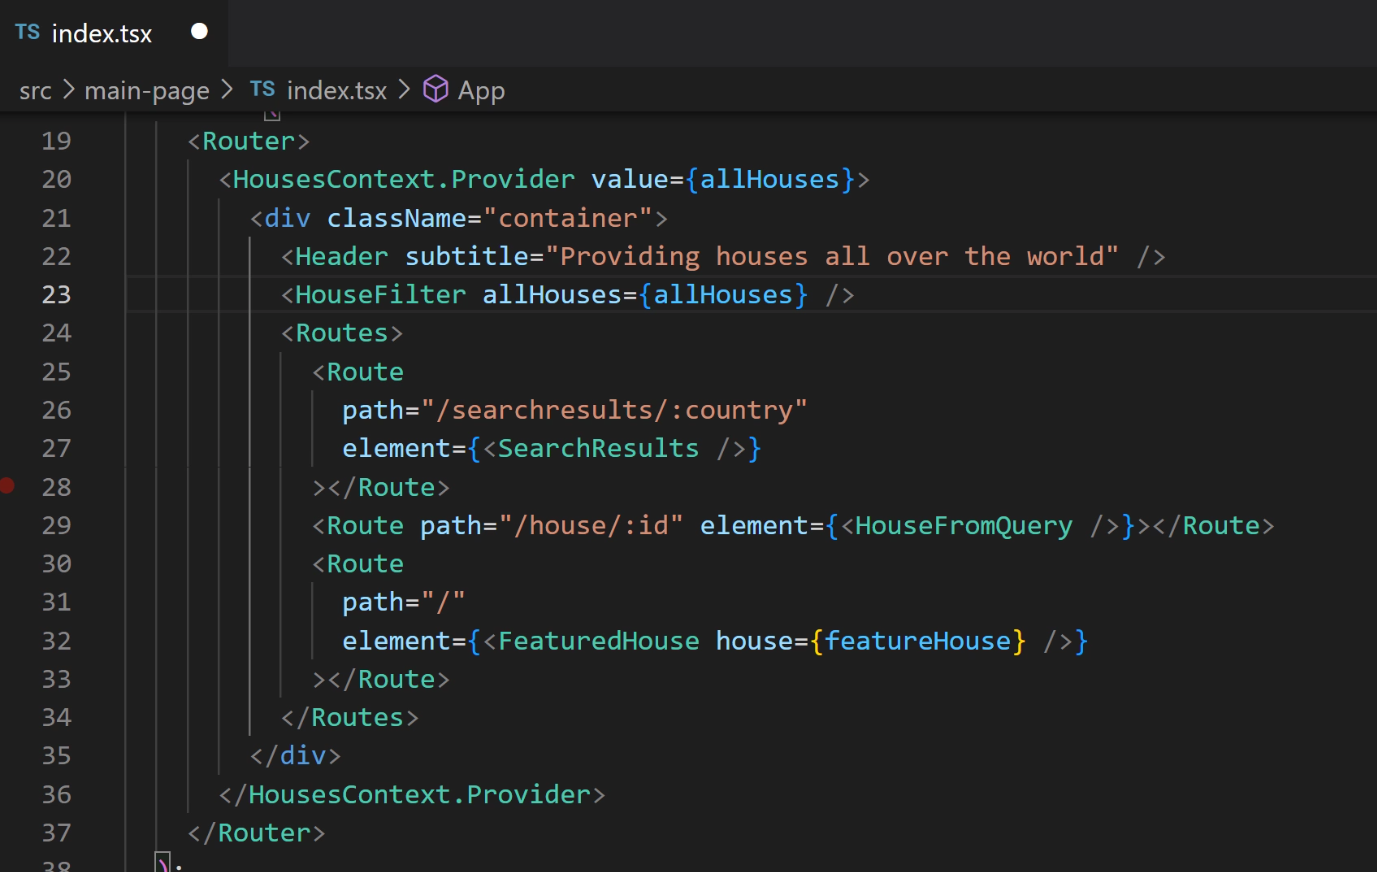 TS index.tsx
src > main-page > TS index.tsx > App
19 <Router>
20 <HousesContext.Provider value={allHouses}>
21 <div className="container">
22 <Header subtitle="Providing houses all over the world" />
23 <HouseFilter allHouses={allHouses} />
24 <Routes>
25 <Route
26 path="/searchresults/:country"
27 element={<SearchResults />}
28 ></Route>
29 <Route path="/house/:id" element={<HouseFromQuery />}></Route>
30 <Route
31 path="/"
32 element={<FeaturedHouse house={featureHouse} />}
33 ></Route>
34 </Routes>
35 </div>
36 </HousesContext.Provider>
37 </Router>
38 );